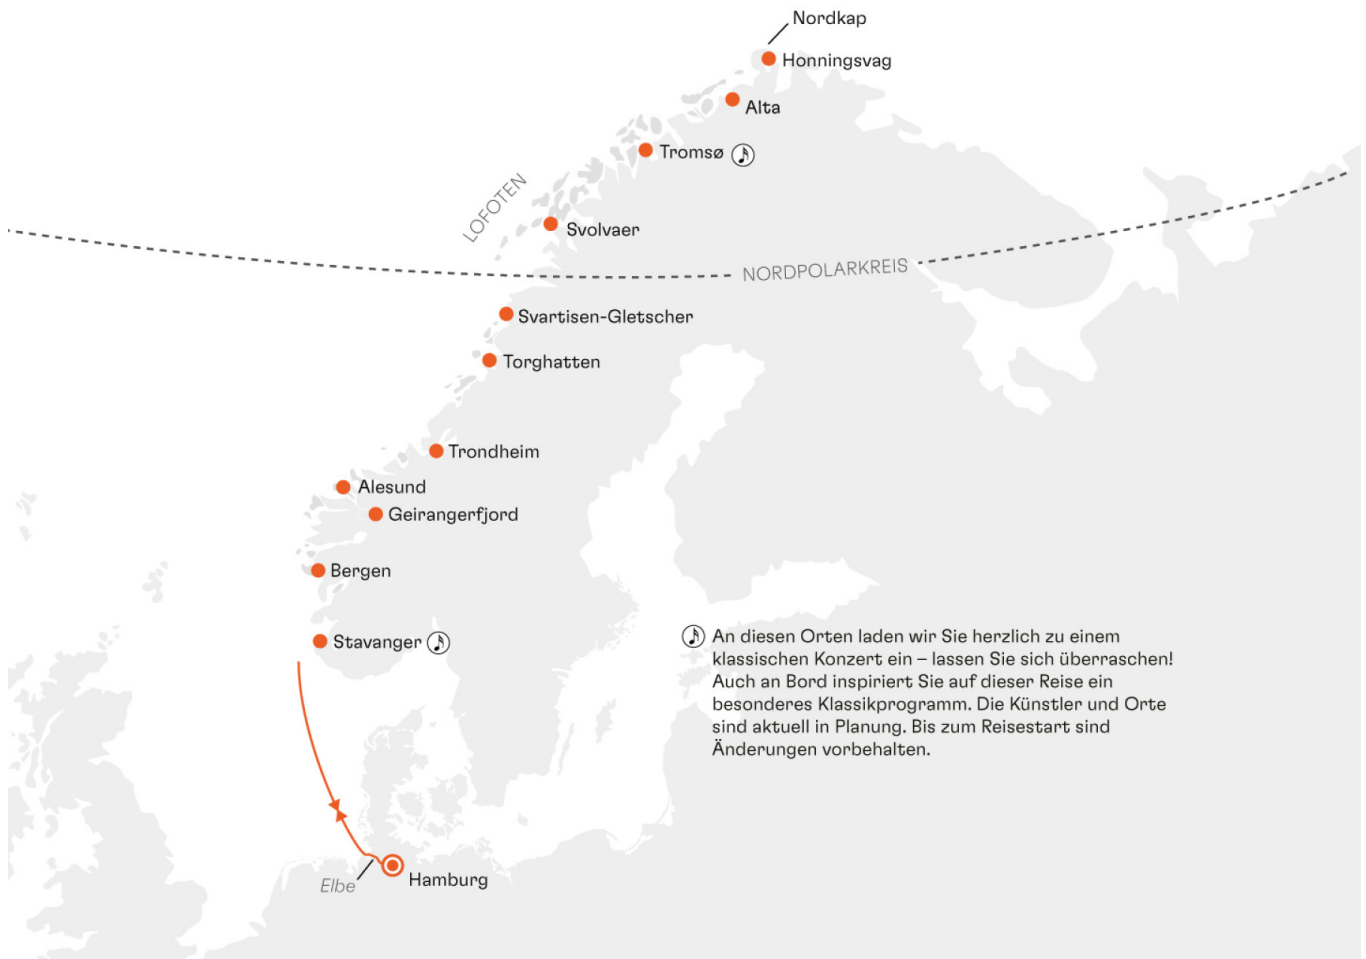 Nordkap
Honningsvag
Alta
Tromsø
LOFOTEN
Svolvaer
NORDPOLARKREIS
Svartisen-Gletscher
Torghatten
Trondheim
Alesund
Geirangerfjord
Bergen
Stavanger
An diesen Orten laden wir Sie herzlich zu einem
klassischen Konzert ein – lassen Sie sich überraschen!
Auch an Bord inspiriert Sie auf dieser Reise ein
besonderes Klassikprogramm. Die Künstler und Orte
sind aktuell in Planung. Bis zum Reisestart sind
Änderungen vorbehalten.
Elbe
Hamburg